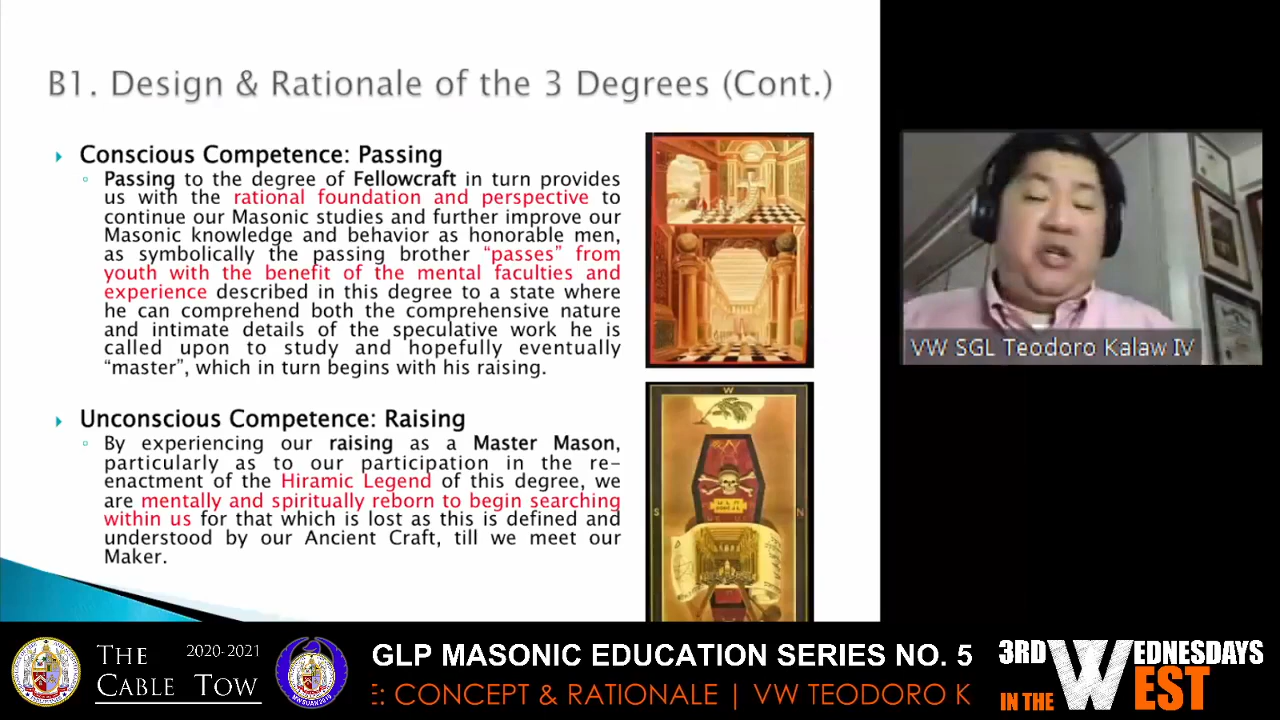 B1. Design & Rationale of the 3 Degrees (Cont.)
Conscious Competence: Passing
Passing to the degree of Fellowcraft in turn provides
us with the rational foundation and perspective to
continue our Masonic studies and further improve our
Masonic knowledge and behavior as honorable men,
as symbolically the passing brother “passes” from
youth with the benefit of the mental faculties and
experience described in this degree to a state where
he can comprehend both the comprehensive nature
and intimate details of the speculative work he is
called upon to study and hopefully eventually
“master”, which in turn begins with his raising.
Unconscious Competence: Raising
By experiencing our raising as a Master Mason,
particularly as to our participation in the re-
enactment of the Hiramic Legend of this degree, we
are mentally and spiritually reborn to begin searching
within us for that which is lost as this is defined and
understood by our Ancient Craft, till we meet our
Maker.
W
S
N
VW SGL Teodoro Kalaw IV
THE
CABLE TOW
2020-2021
GLP MASONIC EDUCATION SERIES NO. 5
E: CONCEPT & RATIONALE | VW TEODORO K
3RD WEDNESDAYS
IN THE WEST